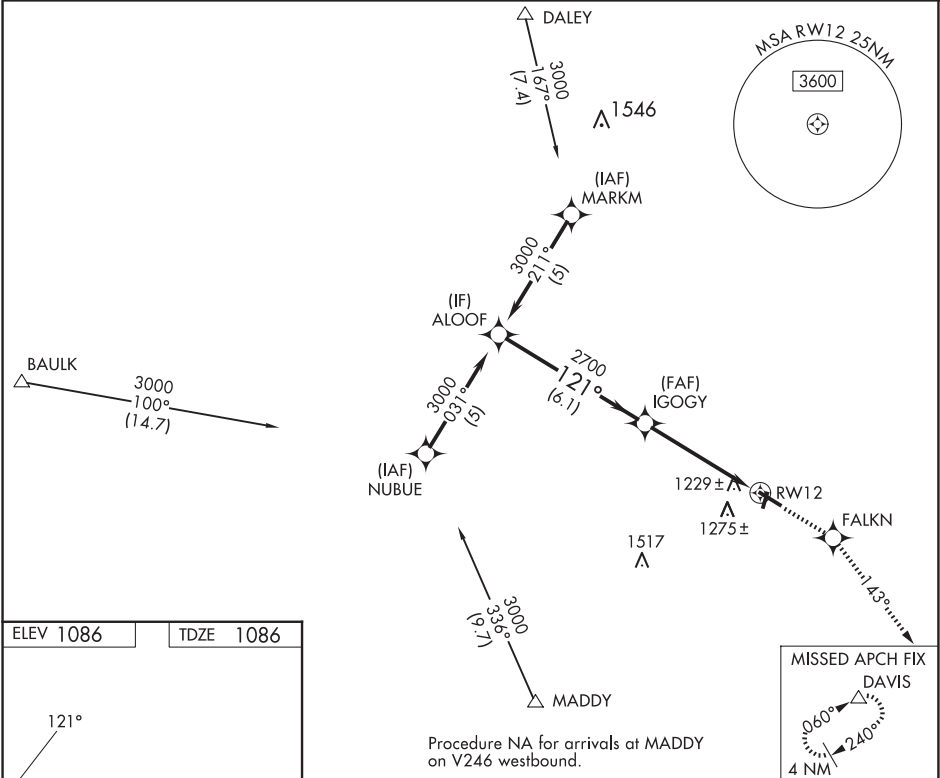 DALEY
3000
167°
(7.4)
1546
MSA RW12 25NM
3600
(IAF)
MARKM
3000
211°
(5)
(IF)
ALOOF
BAULK
3000
100°
(14.7)
2700
121°
(6.1)
(FAF)
IGOGY
3000
031°
(5)
(IAF)
NUBUE
1229±
RW12
1275±
FALKN
1517
143°
3000
336°
(9.7)
MADDY
ELEV 1086
TDZE 1086
121°
Procedure NA for arrivals at MADDY
on V246 westbound.
MISSED APCH FIX
DAVIS
060°
240°
4 NM